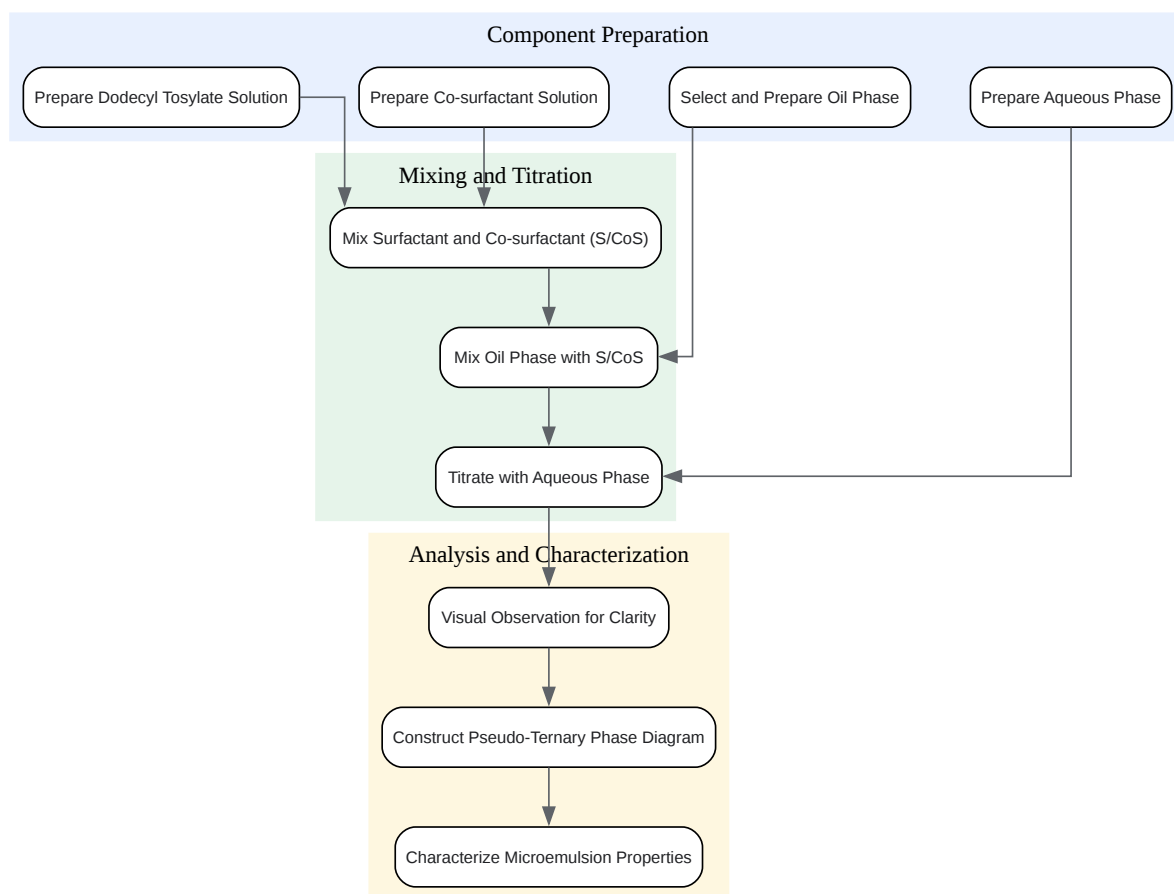 Component Preparation
Prepare Dodecyl Tosylate Solution
Prepare Co-surfactant Solution
Select and Prepare Oil Phase
Prepare Aqueous Phase
Mixing and Titration
Mix Surfactant and Co-surfactant (S/CoS)
Mix Oil Phase with S/CoS
Titrate with Aqueous Phase
Analysis and Characterization
Visual Observation for Clarity
Construct Pseudo-Ternary Phase Diagram
Characterize Microemulsion Properties